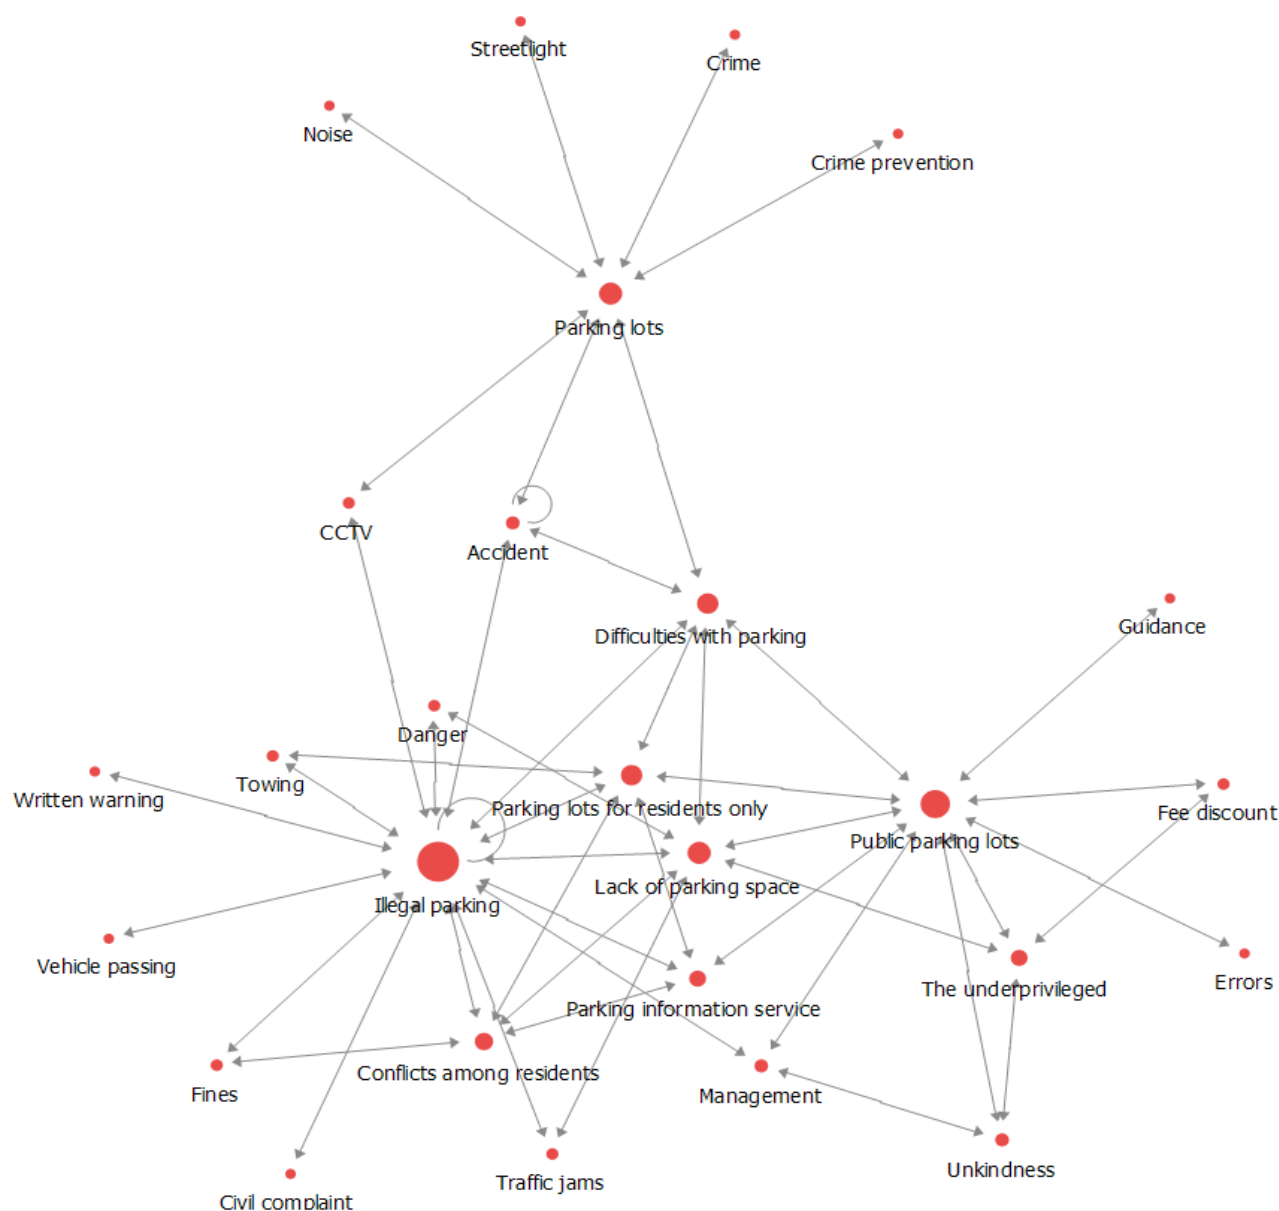 Streetlight
Crime
Noise
Crime prevention
Parking lots
CCTV
Accident
Difficulties with parking
Guidance
Danger
Towing
Written warning
Parking lots for residents only
Fee discount
Public parking lots
Lack of parking space
Illegal parking
Vehicle passing
The underprivileged
Errors
Parking information service
Conflicts among residents
Fines
Management
Unkindness
Traffic jams
Civil complaint